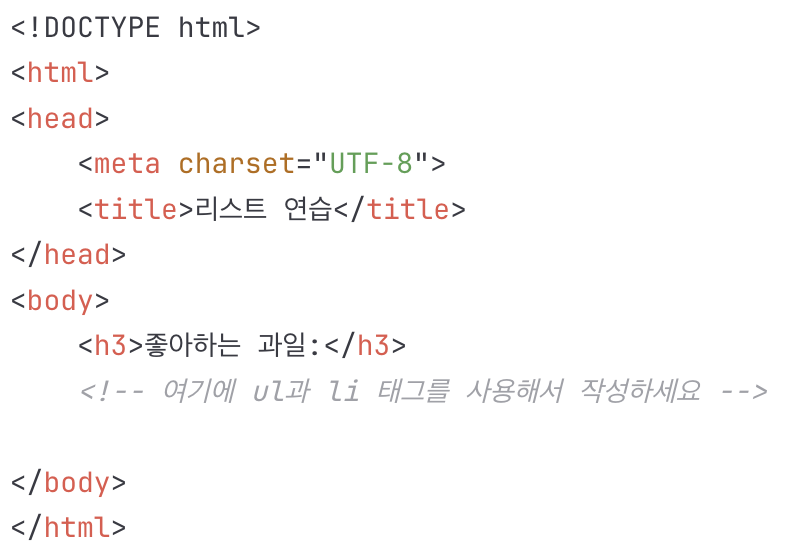 <!DOCTYPE html>
<html>
<head>
    <meta charset="UTF-8">
    <title>리스트 연습</title>
</head>
<body>
    <h3>좋아하는 과일:</h3>
    <!-- 여기에 ul과 li 태그를 사용해서 작성하세요 -->

</body>
</html>